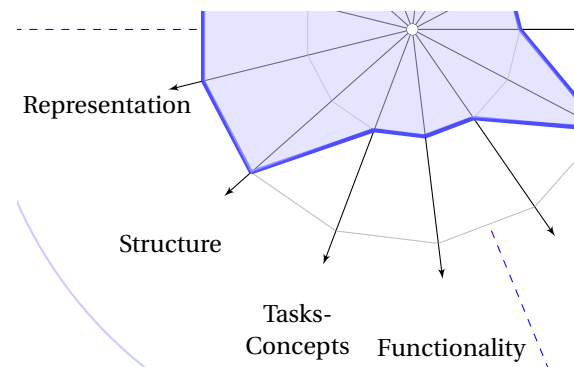 Representation
Structure
Tasks-
Concepts
Functionality